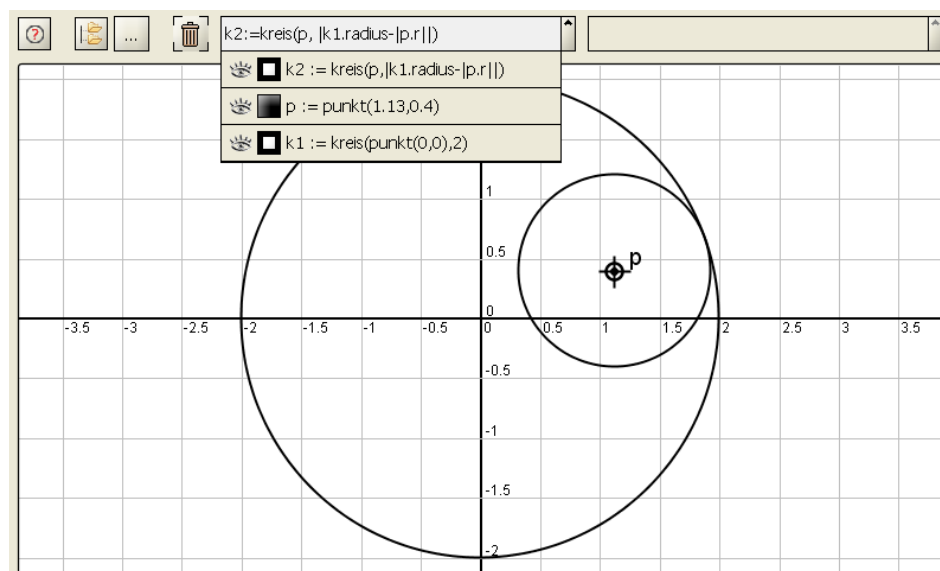 ...
k2:=kreis(p, |k1.radius-|p.r||)
k2 := kreis(p,|k1.radius-|p.r||)
p := punkt(1.13,0.4)
k1 := kreis(punkt(0,0),2)
1
0.5
p
0
-3.5 -3 -2.5 -2 -1.5 -1 -0.5 0 0.5 1 1.5 2 2.5 3 3.5
-0.5
-1
-1.5
-2